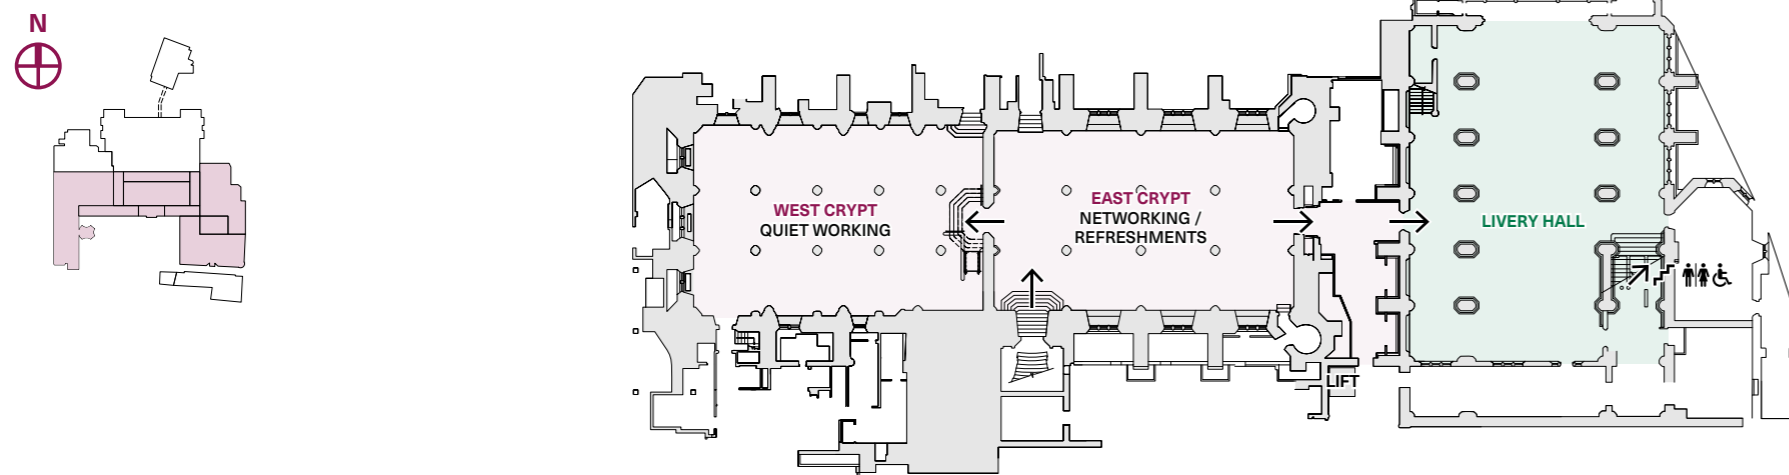 N
WEST CRYPT
QUIET WORKING
EAST CRYPT
NETWORKING /
REFRESHMENTS
LIVERY HALL
LIFT